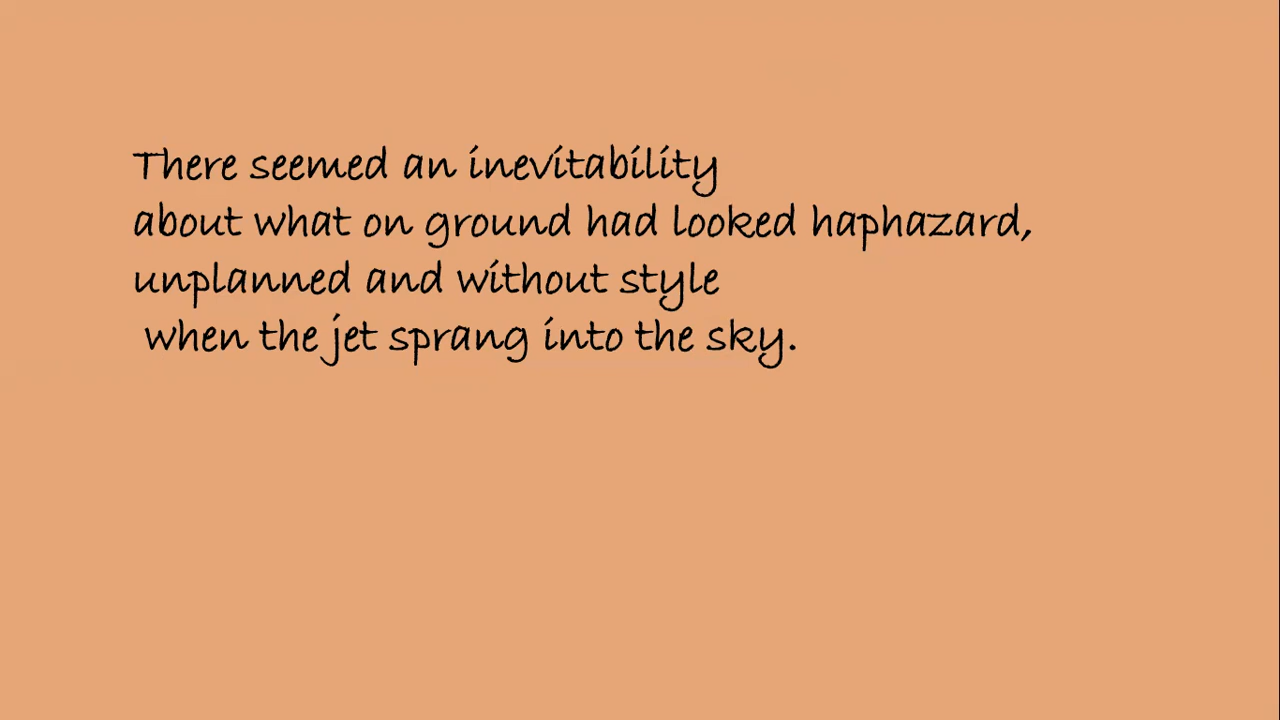 There seemed an inevitability
about what on ground had looked haphazard,
unplanned and without style
when the jet sprang into the sky.